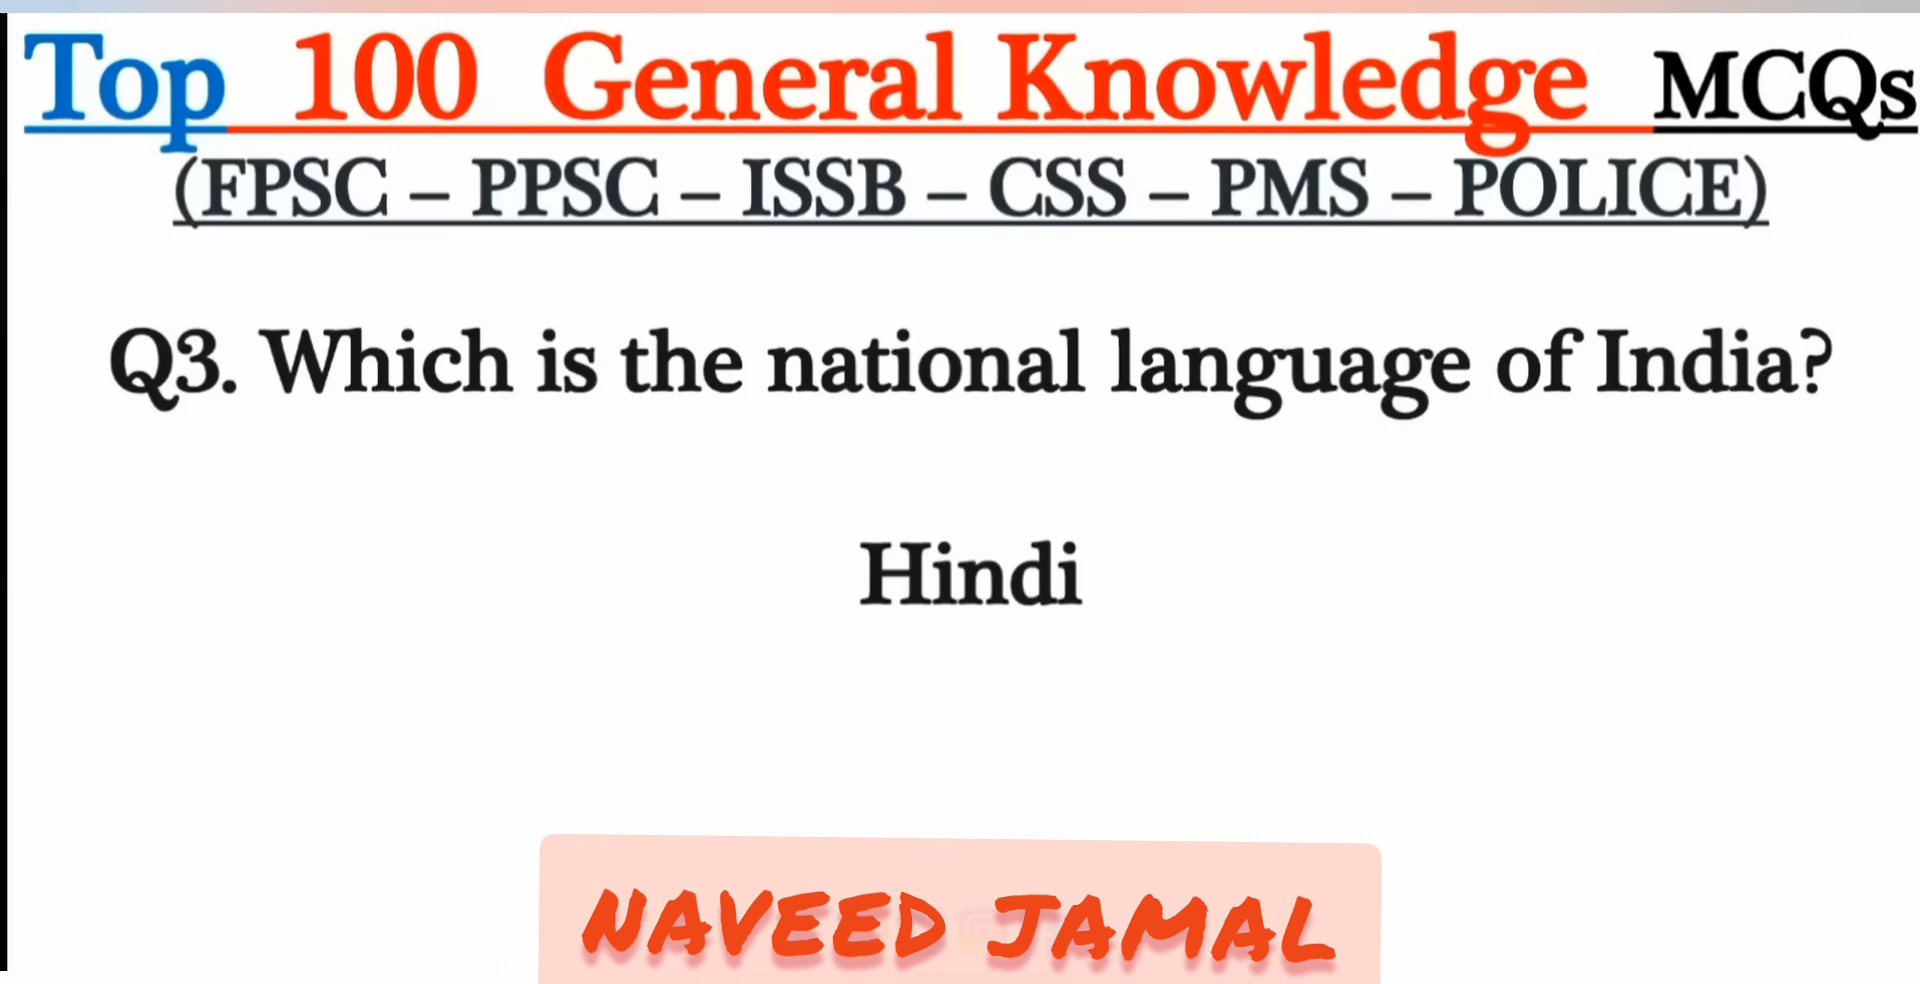 Top 100 General Knowledge MCQs
(FPSC – PPSC – ISSB – CSS – PMS – POLICE)
Q3. Which is the national language of India?
Hindi
NAVEED JAMAL